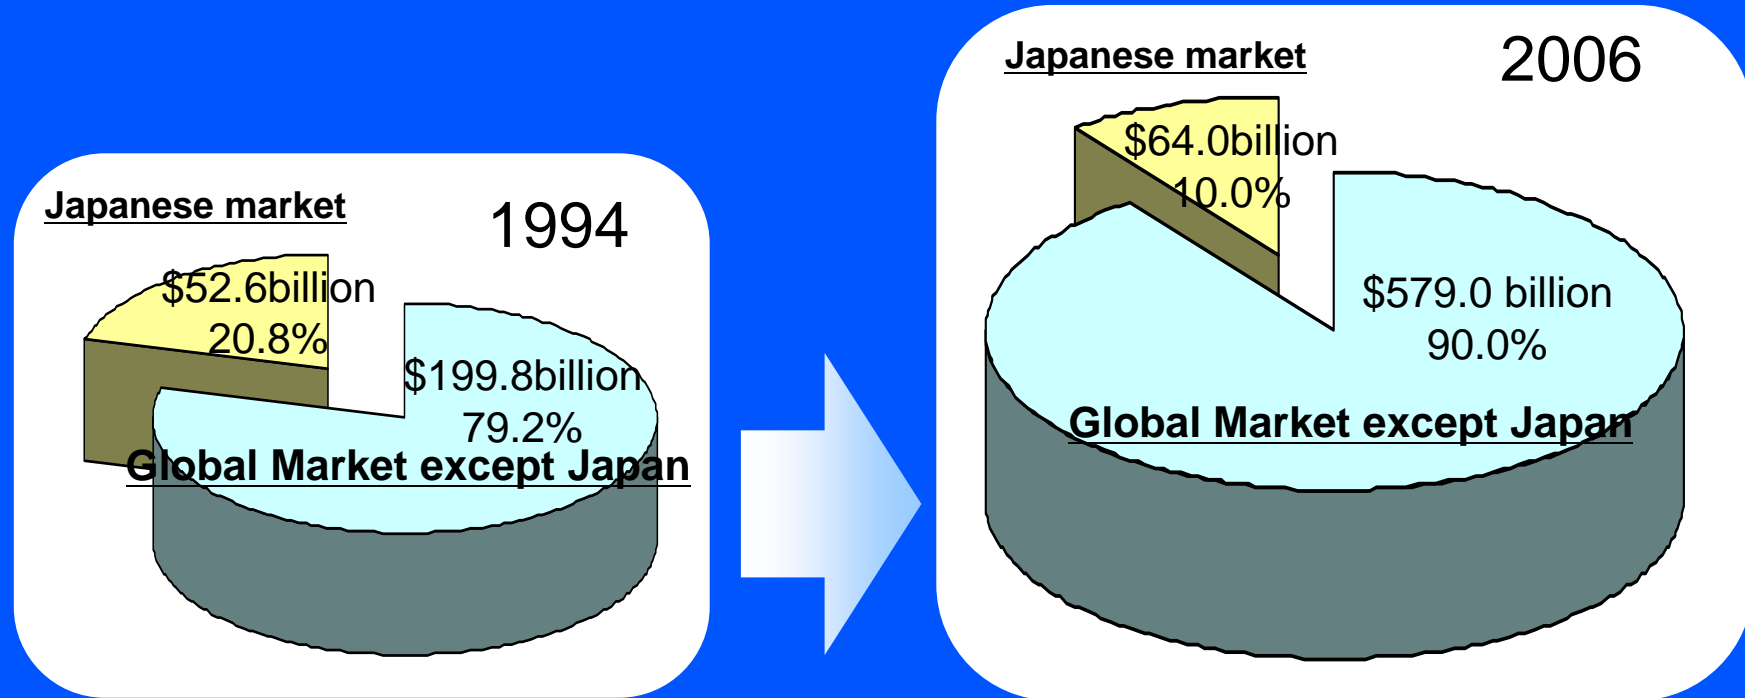 Japanese market
1994
$52.6billion
20.8%
$199.8billion
79.2%
Global Market except Japan
Japanese market
2006
$64.0billion
10.0%
$579.0 billion
90.0%
Global Market except Japan